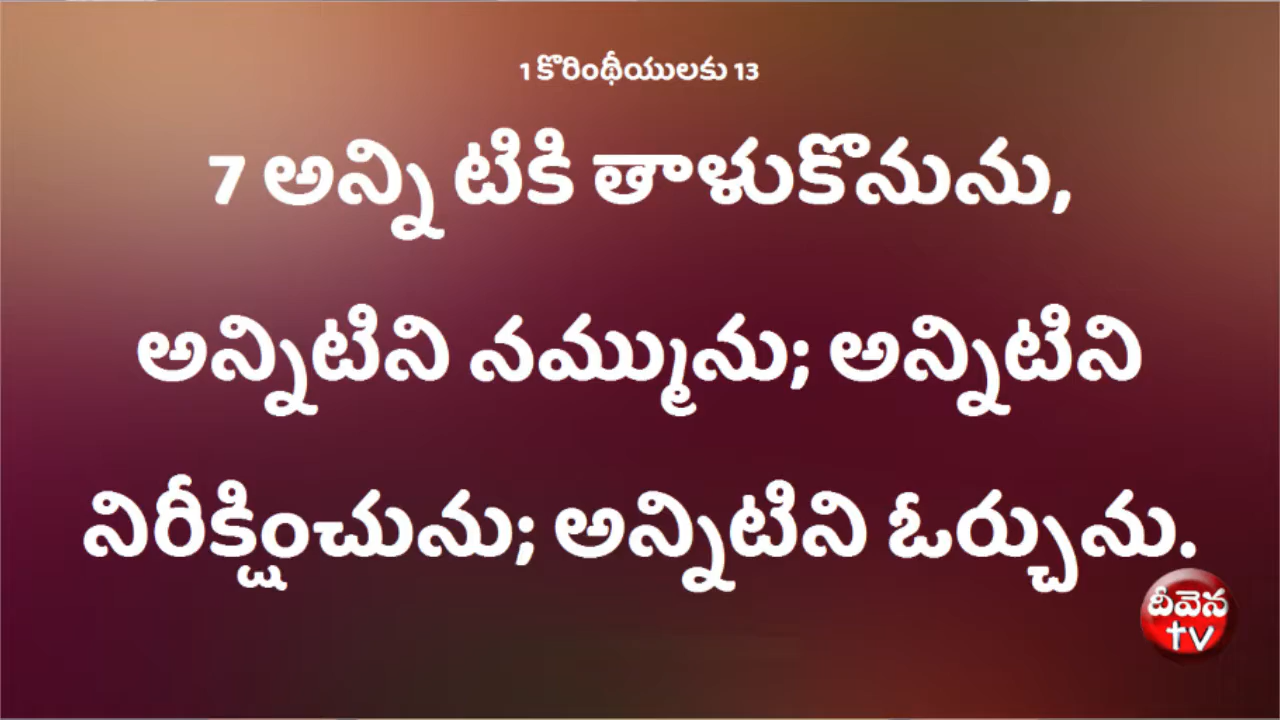 1 కొరింథీయులకు 13
7 అన్ని టికి తాళుకొనును,
అన్నిటిని నమ్మును; అన్నిటిని
నిరీక్షించును; అన్నిటిని ఓర్చును.
దీవెన
tv